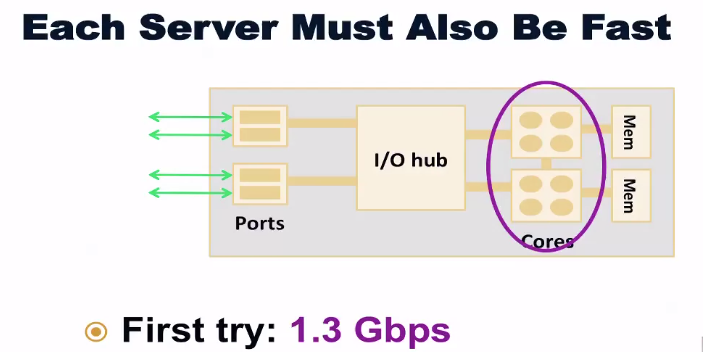 Each Server Must Also Be Fast
I/O hub
Mem
Mem
Ports
Cores
First try: 1.3 Gbps